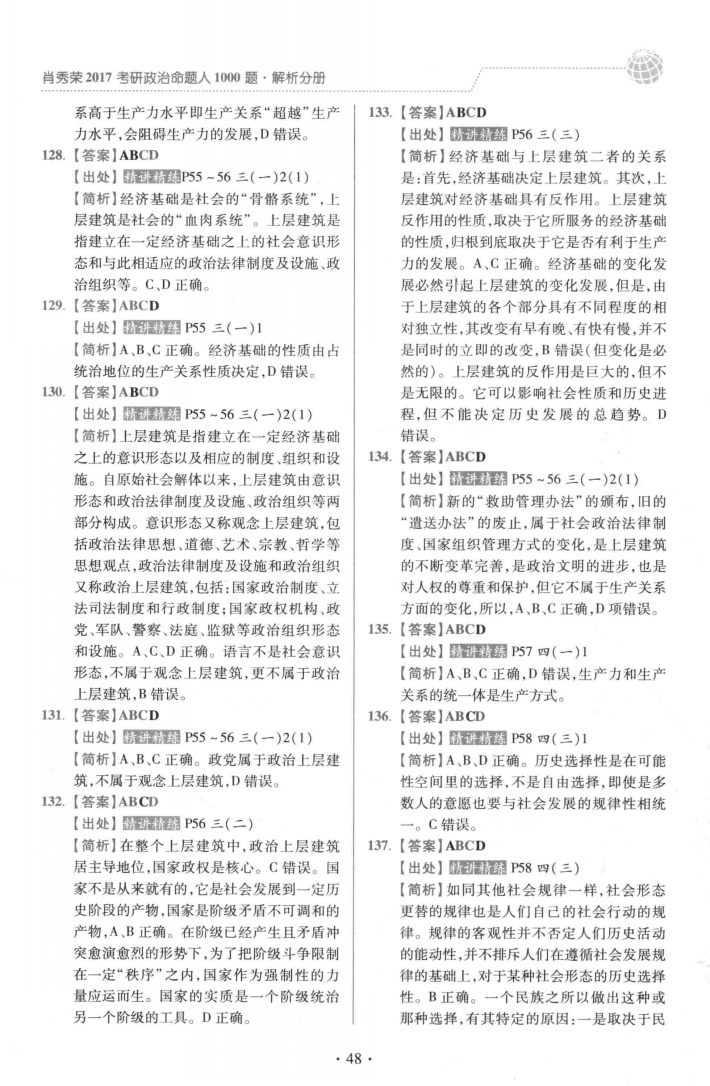 肖秀荣2017考研政治命题人1000题·解析分册
系高于生产力水平即生产关系“超越”生产
力水平,会阻碍生产力的发展,D错误。
128.【答案】ABCD
【出处】精讲精练P55～56 三(一)2(1)
【简析】经济基础是社会的“骨骼系统”,上
层建筑是社会的“血肉系统”。上层建筑是
指建立在一定经济基础之上的社会意识形
态和与此相适应的政治法律制度及设施、政
治组织等。C、D正确。
129.【答案】ABCD
【出处】精讲精练 P55 三(一)1
【简析】A、B、C正确。经济基础的性质由占
统治地位的生产关系性质决定,D错误。
130.【答案】ABCD
【出处】精讲精练 P55～56 三(一)2(1)
【简析】上层建筑是指建立在一定经济基础
之上的意识形态以及相应的制度、组织和设
施。自原始社会解体以来,上层建筑由意识
形态和政治法律制度及设施、政治组织等两
部分构成。意识形态又称观念上层建筑,包
括政治法律思想、道德、艺术、宗教、哲学等
思想观点,政治法律制度及设施和政治组织
又称政治上层建筑,包括:国家政治制度、立
法司法制度和行政制度;国家政权机构、政
党、军队、警察、法庭、监狱等政治组织形态
和设施。A、C、D正确。语言不是社会意识
形态,不属于观念上层建筑,更不属于政治
上层建筑,B错误。
131.【答案】ABCD
【出处】精讲精练 P55～56 三(一)2(1)
【简析】A、B、C正确。政党属于政治上层建
筑,不属于观念上层建筑,D错误。
132.【答案】ABCD
【出处】精讲精练 P56 三(二)
【简析】在整个上层建筑中,政治上层建筑
居主导地位,国家政权是核心。C错误。国
家不是从来就有的,它是社会发展到一定历
史阶段的产物,国家是阶级矛盾不可调和的
产物,A、B正确。在阶级已经产生且矛盾冲
突愈演愈烈的形势下,为了把阶级斗争限制
在一定“秩序”之内,国家作为强制性的力
量应运而生。国家的实质是一个阶级统治
另一个阶级的工具。D正确。
133.【答案】ABCD
【出处】精讲精练 P56 三(三)
【简析】经济基础与上层建筑二者的关系
是:首先,经济基础决定上层建筑。其次,上
层建筑对经济基础具有反作用。上层建筑
反作用的性质,取决于它所服务的经济基础
的性质,归根到底取决于它是否有利于生产
力的发展。A、C正确。经济基础的变化发
展必然引起上层建筑的变化发展,但是,由
于上层建筑的各个部分具有不同程度的相
对独立性,其改变有早有晚、有快有慢,并不
是同时的立即的改变,B错误(但变化是必
然的)。上层建筑的反作用是巨大的,但不
是无限的。它可以影响社会性质和历史进
程,但不能决定历史发展的总趋势。D
错误。
134.【答案】ABCD
【出处】精讲精练 P55～56 三(一)2(1)
【简析】新的“救助管理办法”的颁布,旧的
“遣送办法”的废止,属于社会政治法律制
度、国家组织管理方式的变化,是上层建筑
的不断变革完善,是政治文明的进步,也是
对人权的尊重和保护,但它不属于生产关系
方面的变化,所以,A、B、C正确,D项错误。
135.【答案】ABCD
【出处】精讲精练 P57 四(一)1
【简析】A、B、C正确,D错误,生产力和生产
关系的统一体是生产方式。
136.【答案】ABCD
【出处】精讲精练 P58 四(三)1
【简析】A、B、D正确。历史选择性是在可能
性空间里的选择,不是自由选择,即使是多
数人的意愿也要与社会发展的规律性相统
一。C错误。
137.【答案】ABCD
【出处】精讲精练 P58 四(三)
【简析】如同其他社会规律一样,社会形态
更替的规律也是人们自己的社会行动的规
律。规律的客观性并不否定人们历史活动
的能动性,并不排斥人们在遵循社会发展规
律的基础上,对于某种社会形态的历史选择
性。B正确。一个民族之所以做出这种或
那种选择,有其特定的原因:一是取决于民
·48·